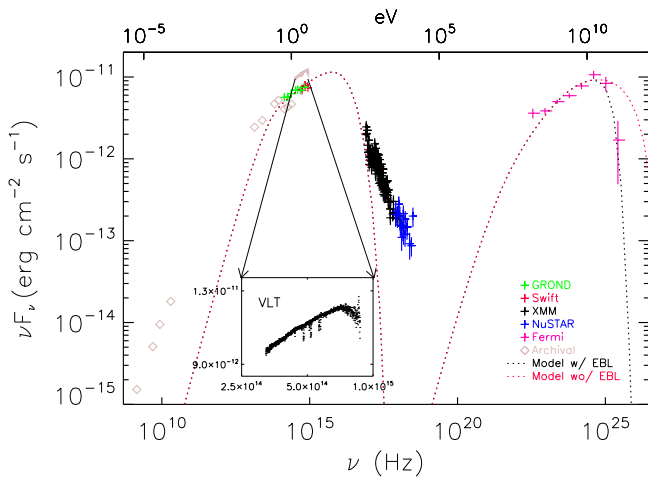 eV
10⁻⁵ 10⁰ 10⁵ 10¹⁰
10⁻¹¹
10⁻¹²
10⁻¹³
10⁻¹⁴
10⁻¹⁵
νFν(erg cm⁻² s⁻¹)
VLT
1.3×10⁻¹¹
9.0×10⁻¹²
2.5×10¹⁴ 5.0×10¹⁴ 1.0×10¹⁵
GROND
Swift
XMM
NuSTAR
Fermi
Archival
Model w/ EBL
Model wo/ EBL
10¹⁰ 10¹⁵ 10²⁰ 10²⁵
ν (Hz)